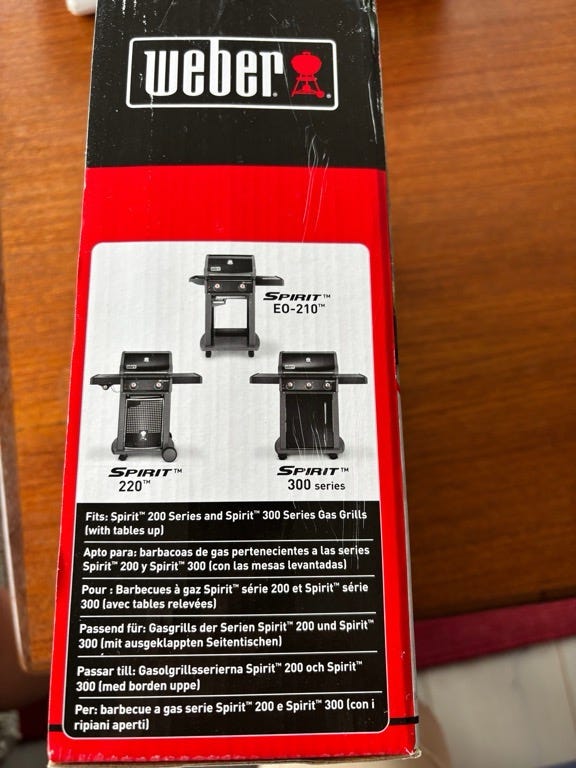 weber
SPIRIT™
EO-210™
SPIRIT™
220™
SPIRIT™
300 series
Fits: Spirit™ 200 Series and Spirit™ 300 Series Gas Grills
(with tables up)
Apto para: barbacoas de gas pertenecientes a las series
Spirit™ 200 y Spirit™ 300 (con las mesas levantadas)
Pour : Barbecues à gaz Spirit™ série 200 et Spirit™ série
300 (avec tables relevées)
Passend für: Gasgrills der Serien Spirit™ 200 und Spirit™
300 (mit ausgeklappten Seitentischen)
Passar till: Gasolgrillsserierna Spirit™ 200 och Spirit™
300 (med borden uppe)
Per: barbecue a gas serie Spirit™ 200 e Spirit™ 300 (con i
ripiani aperti)